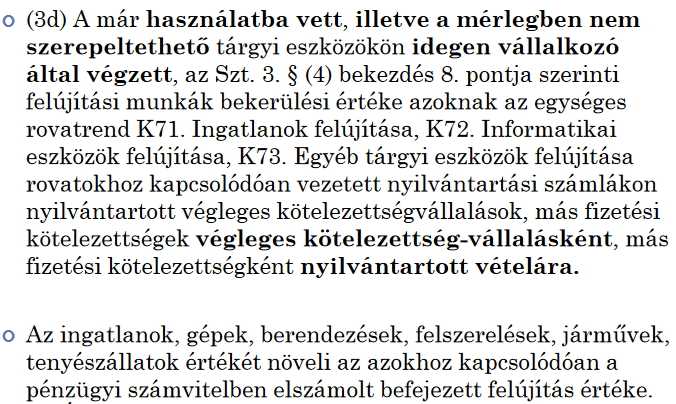 (3d) A már használatba vett, illetve a mérlegben nem
szerepeltethető tárgyi eszközökön idegen vállalkozó
által végzett, az Szt. 3. § (4) bekezdés 8. pontja szerinti
felújítási munkák bekerülési értéke azoknak az egységes
rovatrend K71. Ingatlanok felújítása, K72. Informatikai
eszközök felújítása, K73. Egyéb tárgyi eszközök felújítása
rovatokhoz kapcsolódóan vezetett nyilvántartási számlákon
nyilvántartott végleges kötelezettségvállalások, más fizetési
kötelezettségek végleges kötelezettség-vállalásként, más
fizetési kötelezettségként nyilvántartott vételára.
Az ingatlanok, gépek, berendezések, felszerelések, járművek,
tenyészállatok értékét növeli az azokhoz kapcsolódóan a
pénzügyi számvitelben elszámolt befejezett felújítás értéke.